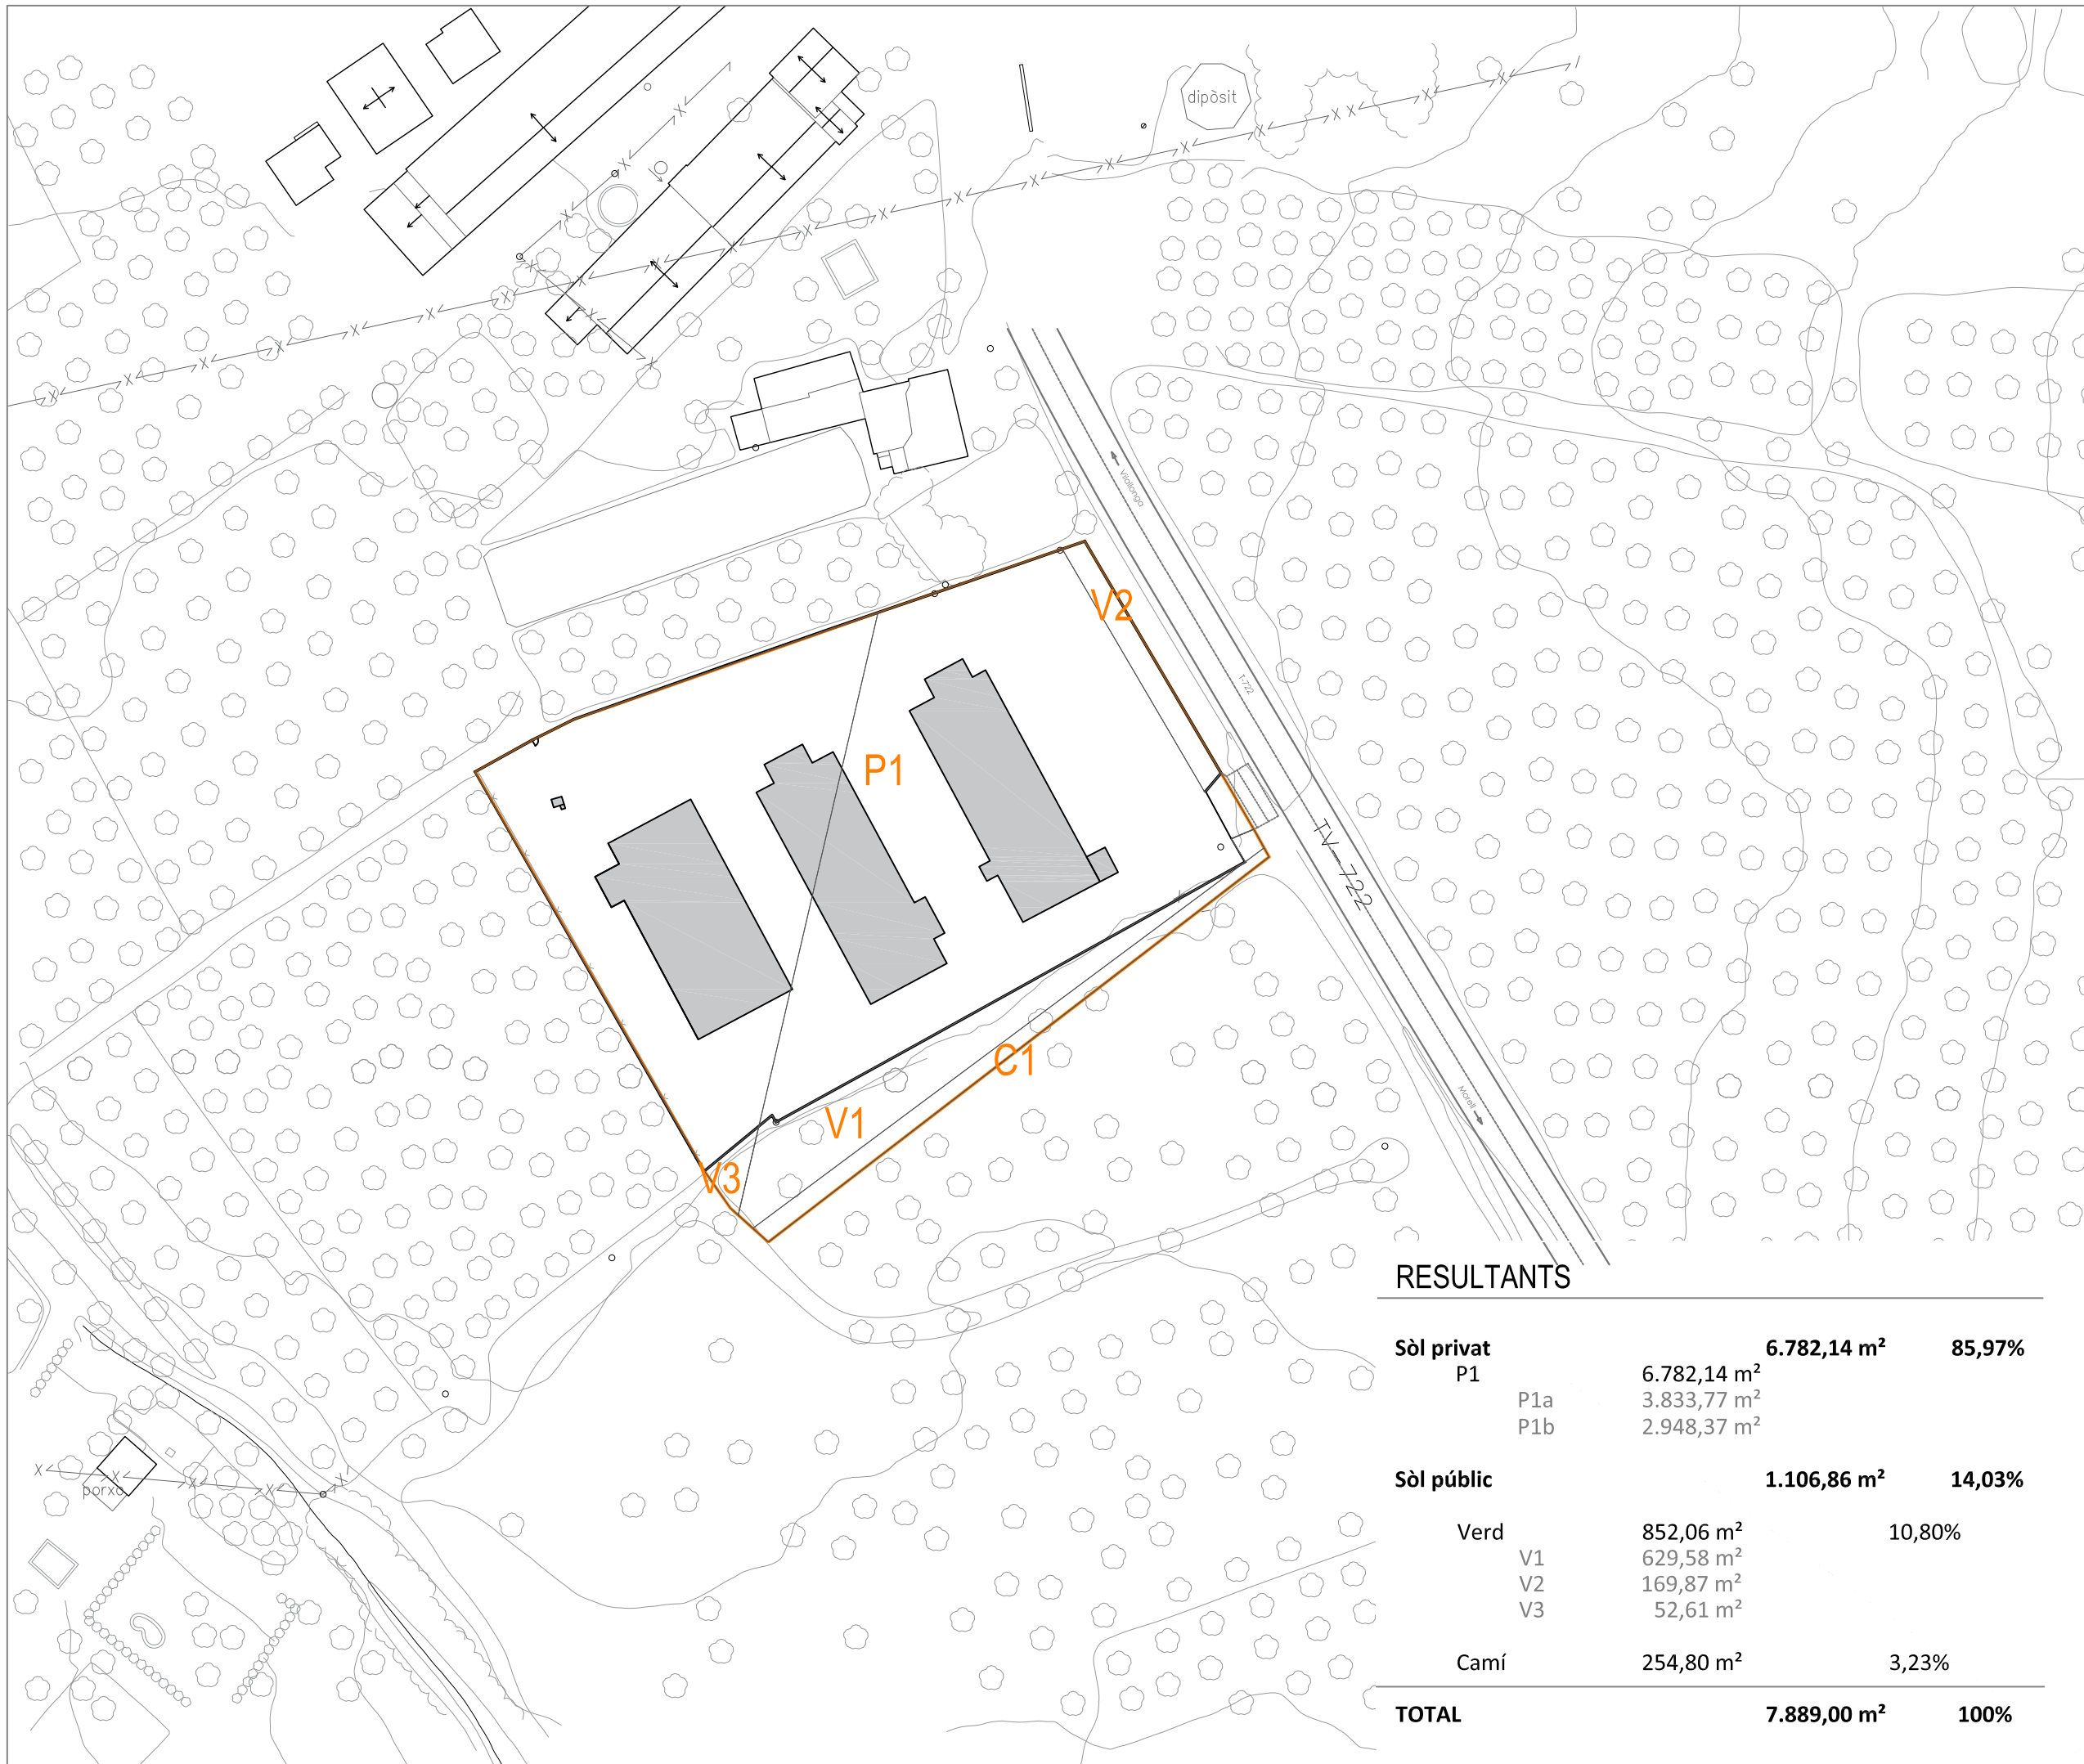 dipòsit
Vilallonga
V2
T-722
P1
TV-722
C1
Morell
V1
V3
porxo
RESULTANTS
Sòl privat 6.782,14 m² 85,97%
P1 6.782,14 m²
P1a 3.833,77 m²
P1b 2.948,37 m²
Sòl públic 1.106,86 m² 14,03%
Verd 852,06 m² 10,80%
V1 629,58 m²
V2 169,87 m²
V3 52,61 m²
Camí 254,80 m² 3,23%
TOTAL 7.889,00 m² 100%